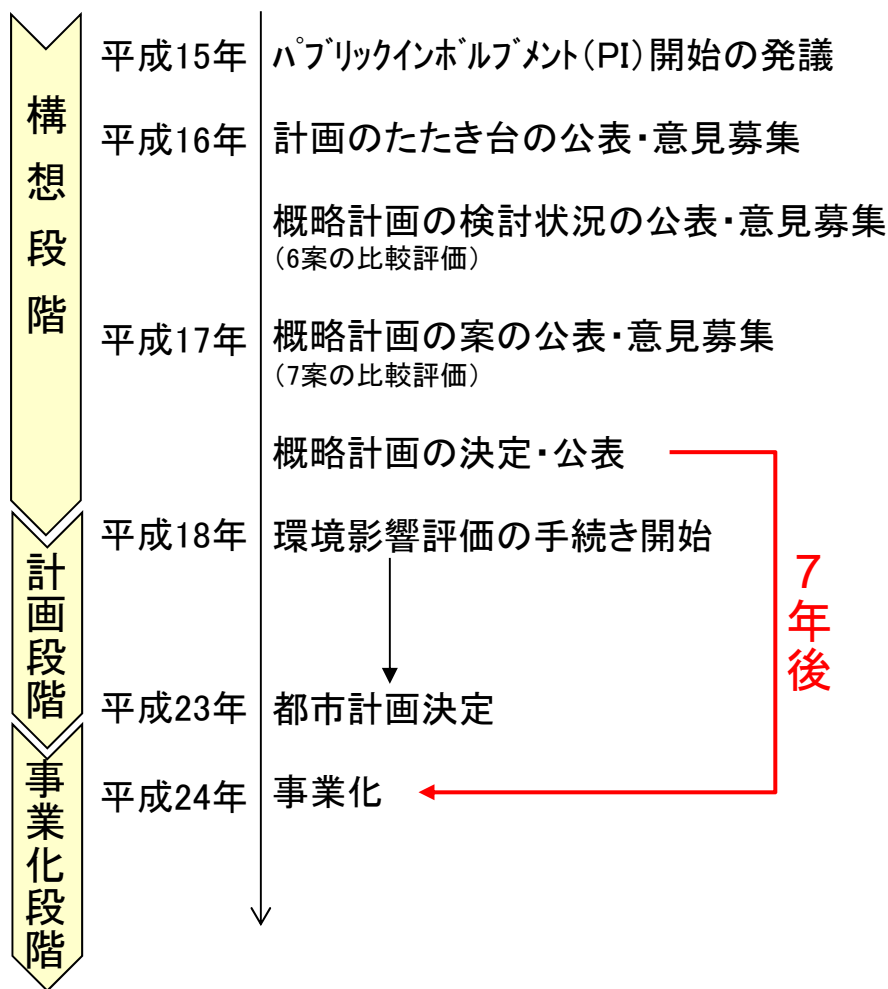 構想段階
平成15年 ﾊﾟﾌﾞﾘｯｸｲﾝﾎﾞﾙﾌﾞﾒﾝﾄ(PI)開始の発議
平成16年 計画のたたき台の公表・意見募集
概略計画の検討状況の公表・意見募集
(6案の比較評価)
平成17年 概略計画の案の公表・意見募集
(7案の比較評価)
概略計画の決定・公表
計画段階
平成18年 環境影響評価の手続き開始
7年後
平成23年 都市計画決定
事業化段階
平成24年 事業化